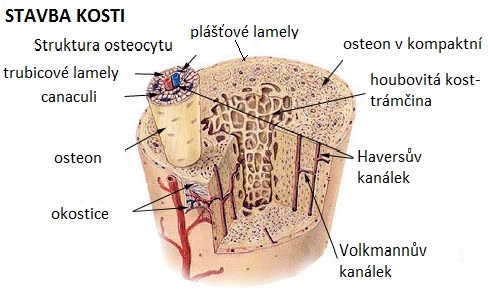 STAVBA KOSTI
Struktura osteocytu
plášťové lamely
trubicové lamely
canaculi
osteon v kompaktní
houbovitá kost-
trámčina
osteon
Haversův
kanálek
okostice
Volkmannův
kanálek